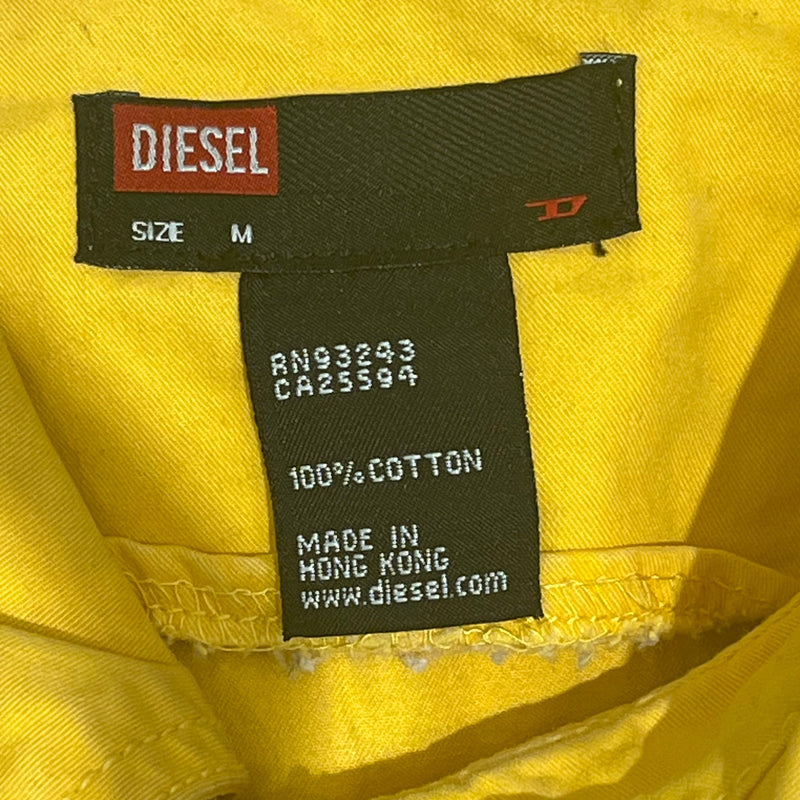 DIESEL
SIZE M
RN93243
CA25594
100% COTTON
MADE IN
HONG KONG
www.diesel.com